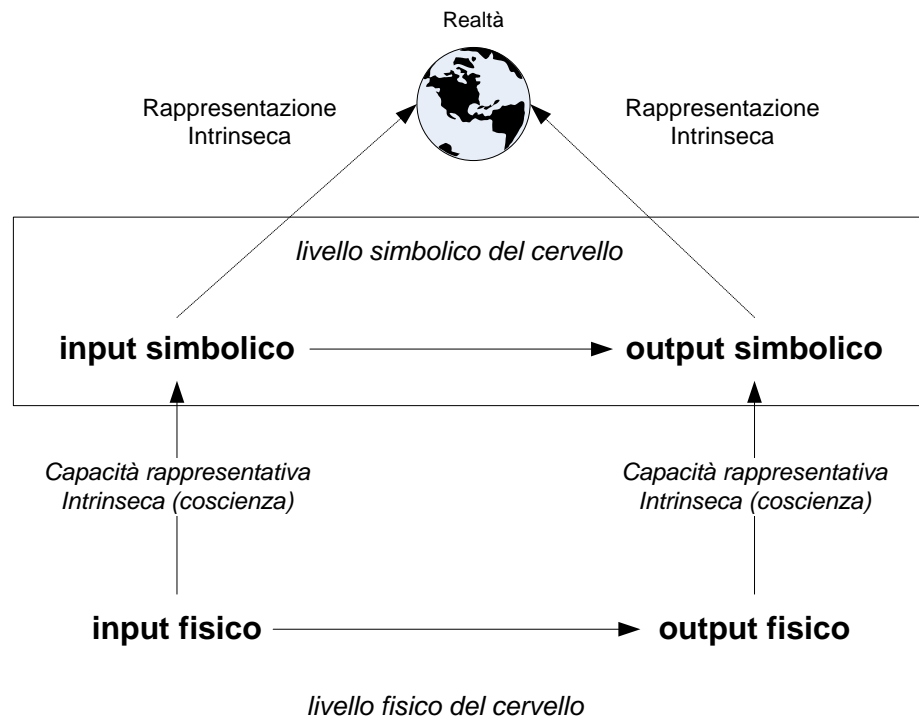 Realtà
Rappresentazione
Intrinseca
Rappresentazione
Intrinseca
livello simbolico del cervello
input simbolico
output simbolico
Capacità rappresentativa
Intrinseca (coscienza)
Capacità rappresentativa
Intrinseca (coscienza)
input fisico
output fisico
livello fisico del cervello